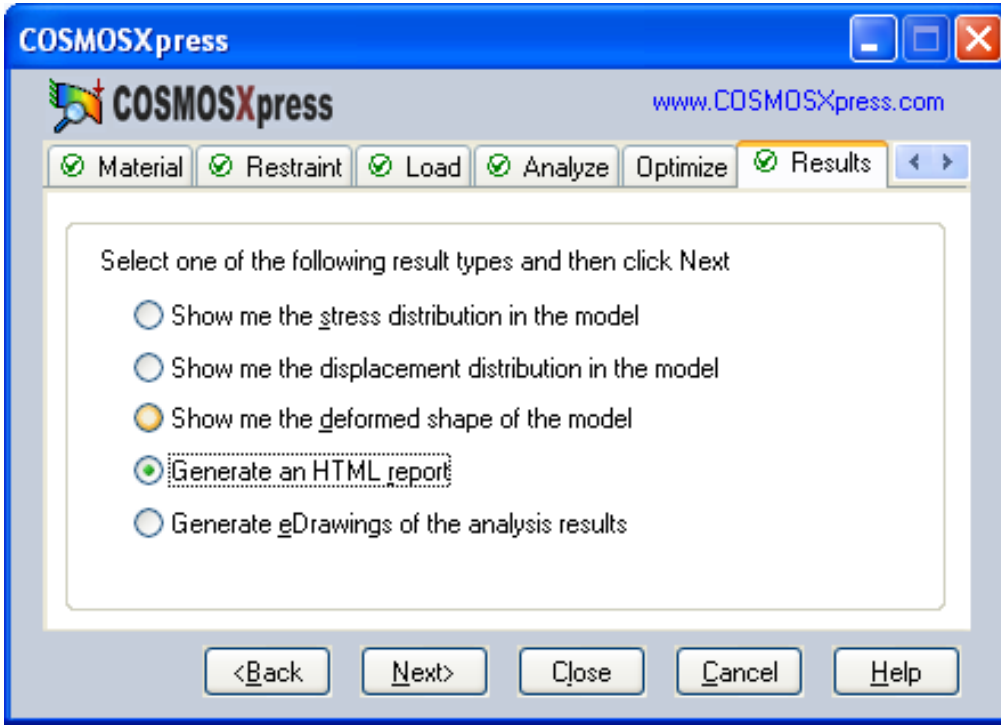 COSMOSXpress
COSMOSXpress www.COSMOSXpress.com
Material Restraint Load Analyze Optimize Results
Select one of the following result types and then click Next
Show me the stress distribution in the model
Show me the displacement distribution in the model
Show me the deformed shape of the model
Generate an HTML report
Generate eDrawings of the analysis results
<Back Next> Close Cancel Help